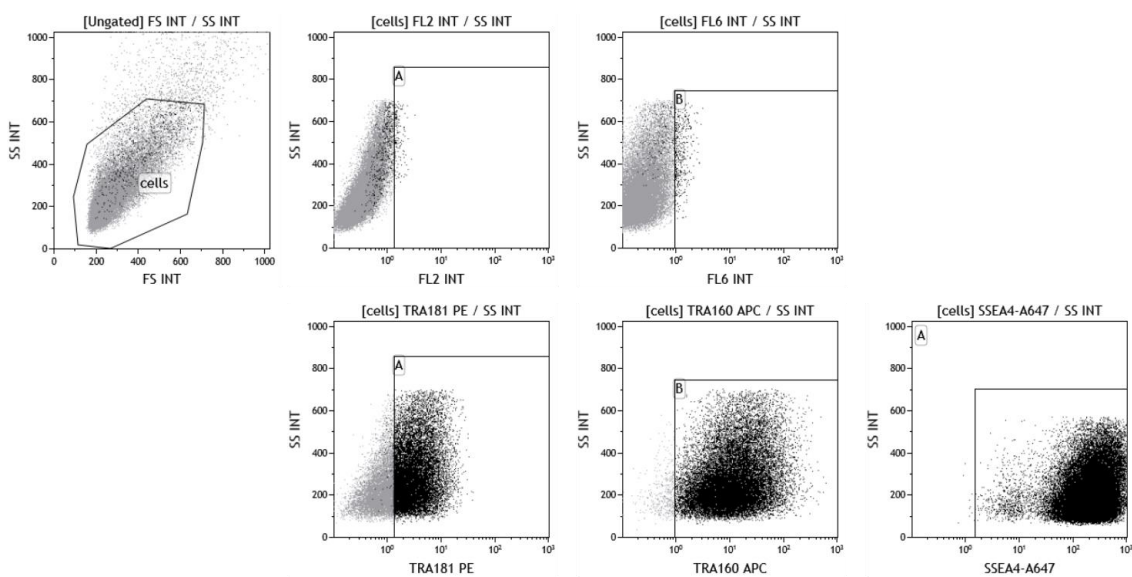 [Ungated] FS INT / SS INT
1000
800
600
400
200
0
SS INT
cells
0 200 400 600 800 1000
FS INT
[cells] FL2 INT / SS INT
1000
800
600
400
200
0
SS INT
A
10⁰ 10¹ 10² 10³
FL2 INT
[cells] FL6 INT / SS INT
1000
800
600
400
200
0
SS INT
B
10⁰ 10¹ 10² 10³
FL6 INT
[cells] TRA181 PE / SS INT
1000
800
600
400
200
0
SS INT
A
10⁰ 10¹ 10² 10³
TRA181 PE
[cells] TRA160 APC / SS INT
1000
800
600
400
200
0
SS INT
B
10⁰ 10¹ 10² 10³
TRA160 APC
[cells] SSEA4-A647 / SS INT
1000
800
600
400
200
0
SS INT
A
10⁰ 10¹ 10² 10³
SSEA4-A647